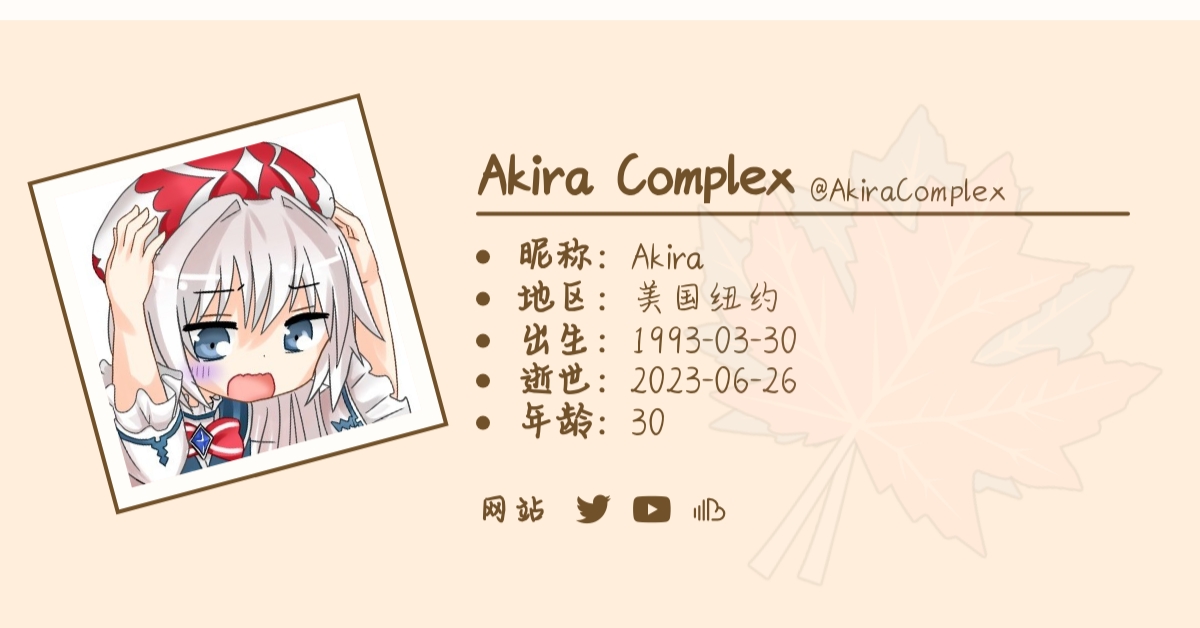 Akira Complex @AkiraComplex
昵称： Akira
地区： 美国纽约
出生： 1993-03-30
逝世： 2023-06-26
年龄： 30
网站